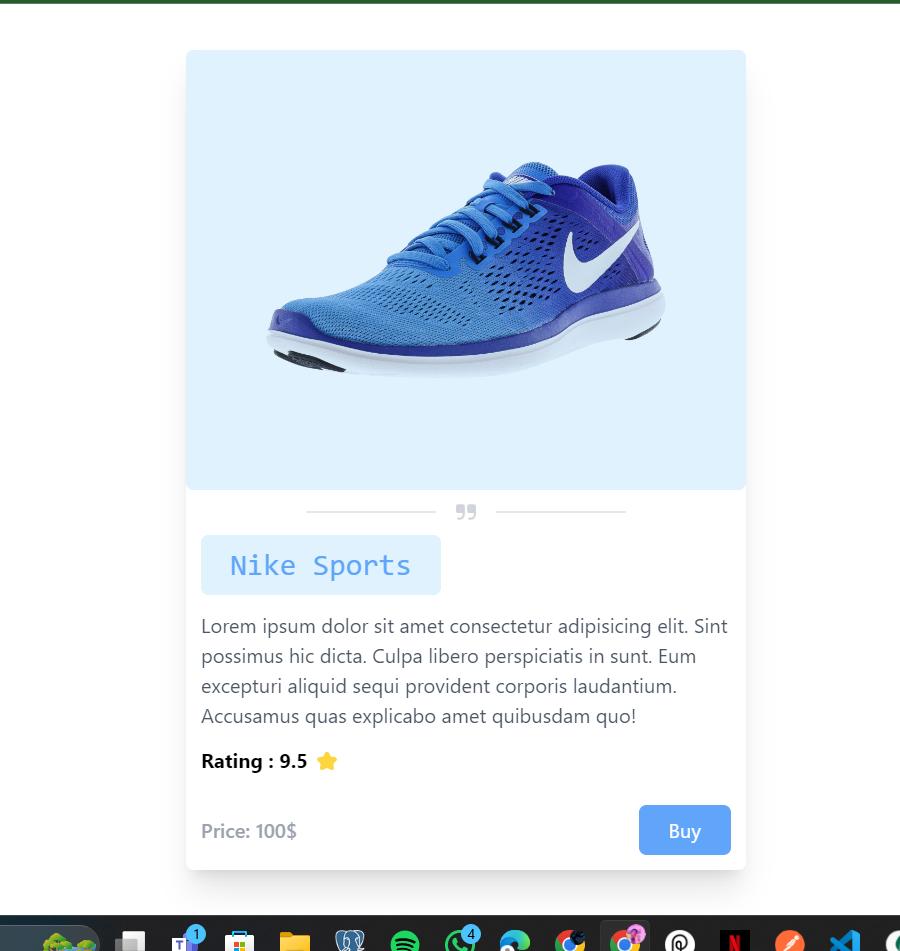 ❞
Nike Sports
Lorem ipsum dolor sit amet consectetur adipisicing elit. Sint
possimus hic dicta. Culpa libero perspiciatis in sunt. Eum
excepturi aliquid sequi provident corporis laudantium.
Accusamus quas explicabo amet quibusdam quo!
Rating : 9.5
Price: 100$
Buy
1
T
4
N